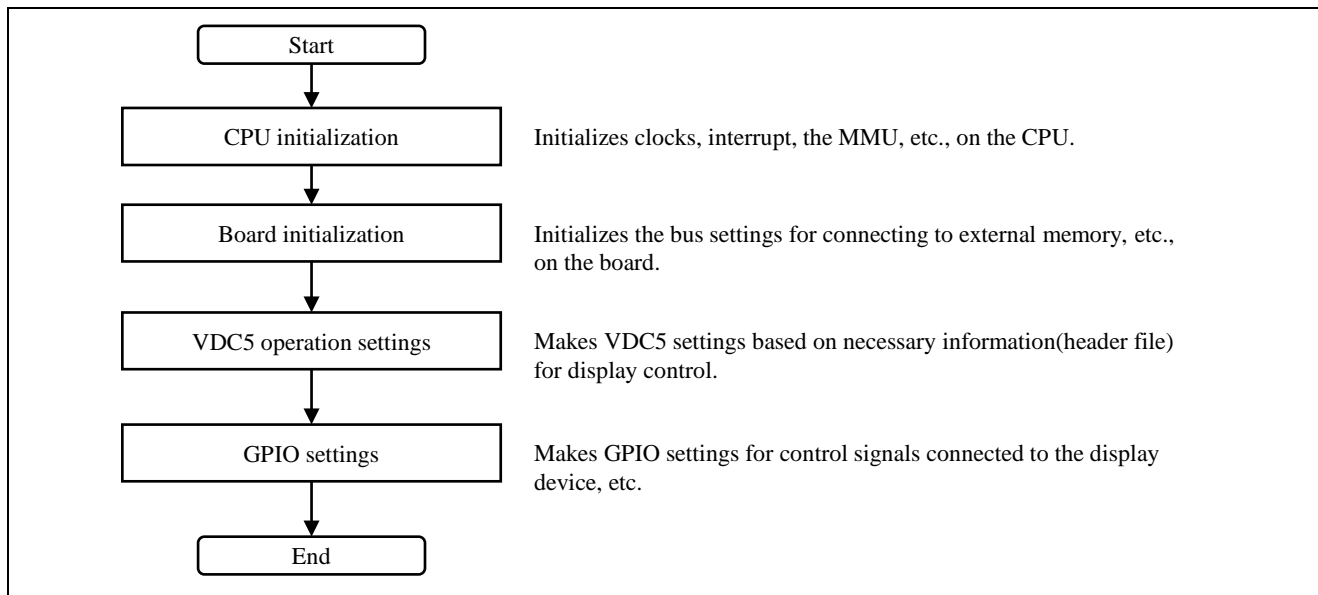 Start
CPU initialization
Initializes clocks, interrupt, the MMU, etc., on the CPU.
Board initialization
Initializes the bus settings for connecting to external memory, etc.,
on the board.
VDC5 operation settings
Makes VDC5 settings based on necessary information(header file)
for display control.
GPIO settings
Makes GPIO settings for control signals connected to the display
device, etc.
End